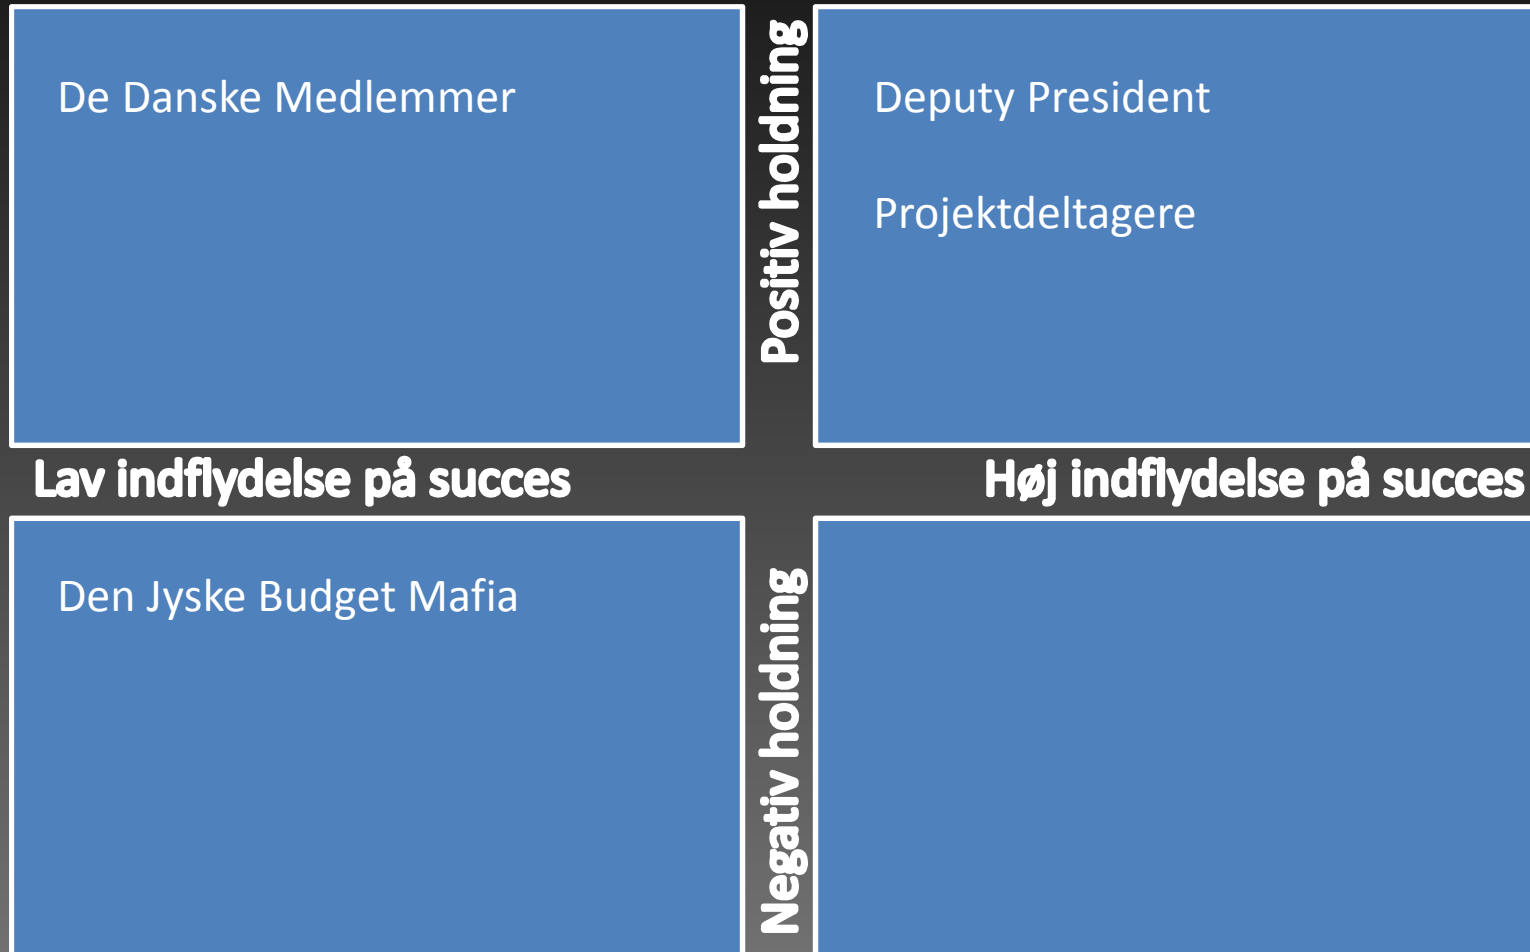 De Danske Medlemmer
Positiv holdning
Deputy President
Projektdeltagere
Lav indflydelse på succes
Høj indflydelse på succes
Den Jyske Budget Mafia
Negativ holdning